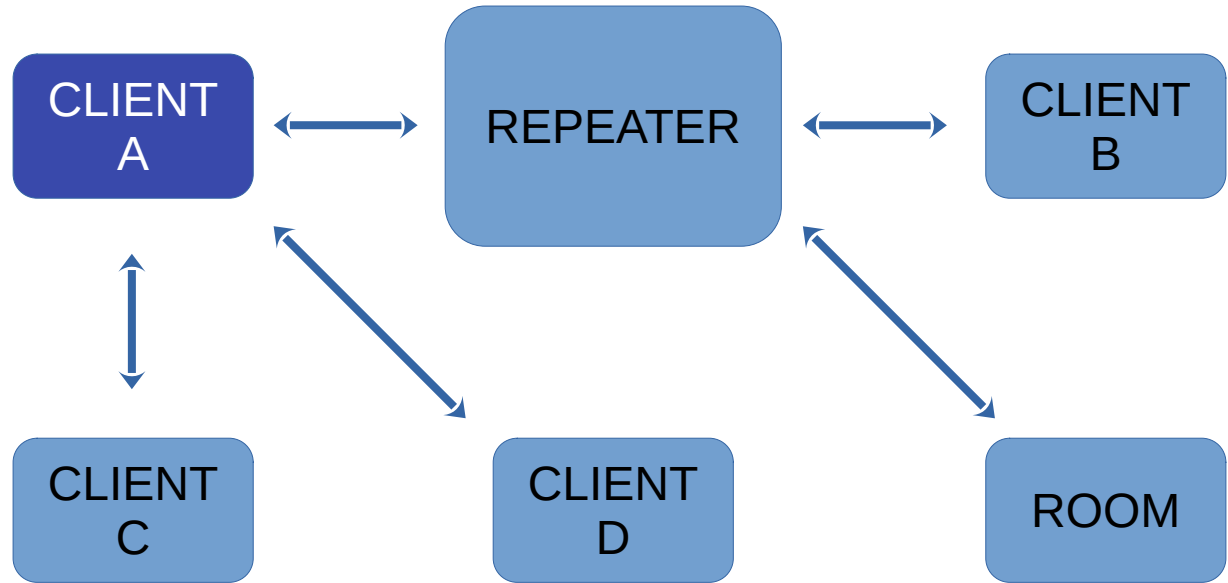 CLIENT
A
REPEATER
CLIENT
B
CLIENT
C
CLIENT
D
ROOM